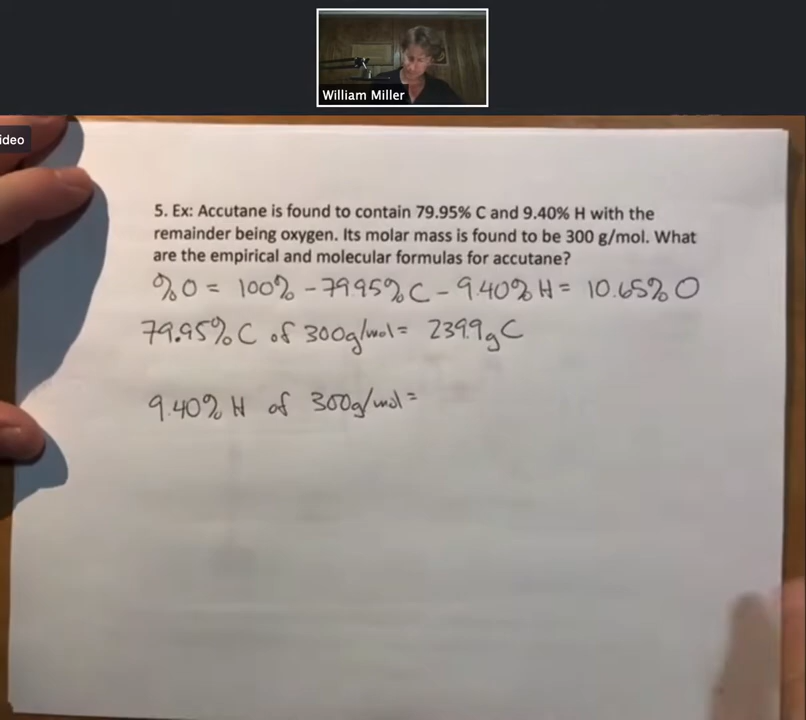 William Miller
ideo
5. Ex: Accutane is found to contain 79.95% C and 9.40% H with the
remainder being oxygen. Its molar mass is found to be 300 g/mol. What
are the empirical and molecular formulas for accutane?
%O = 100% - 79.95% C - 9.40% H = 10.65% O
79.95% C of 300g/mol = 239.9g C
9.40% H of 300g/mol =